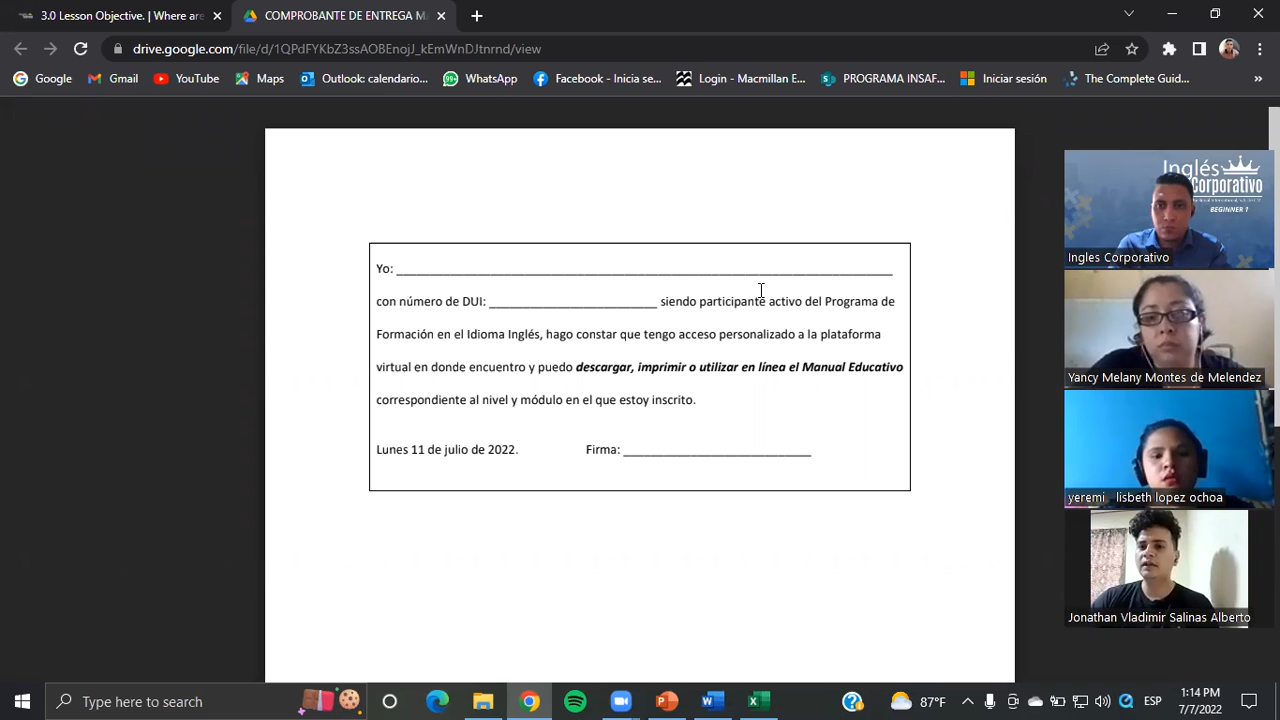 3.0 Lesson Objective. | Where are
COMPROBANTE DE ENTREGA MA
drive.google.com/file/d/1QPdFYKbZ3ssAOBEnojJ_kEmWnDJtnrnd/view
Google
Gmail
YouTube
Maps
Outlook: calendario...
WhatsApp
Facebook - Inicia se...
Login - Macmillan E...
PROGRAMA INSAF...
Iniciar sesión
The Complete Guid...
»
Yo: ____________________
con número de DUI: ____________________ siendo participante activo del Programa de
Formación en el Idioma Inglés, hago constar que tengo acceso personalizado a la plataforma
virtual en donde encuentro y puedo descargar, imprimir o utilizar en línea el Manual Educativo
correspondiente al nivel y módulo en el que estoy inscrito.
Lunes 11 de julio de 2022. Firma: ____________________
Inglés
Corporativo
BEGINNER 1
Ingles Corporativo
Yancy Melany Montes de Melendez
yeremi lisbeth lopez ochoa
Jonathan Vladimir Salinas Alberto
Type here to search
87°F
ESP
1:14 PM
7/7/2022